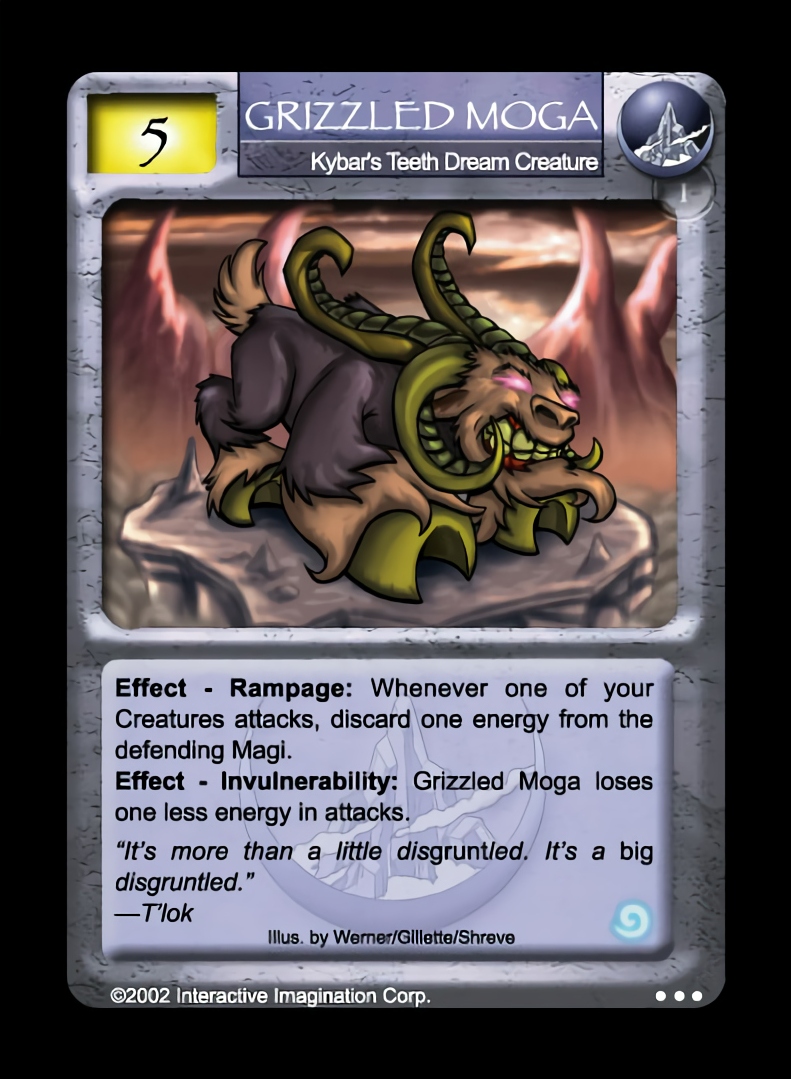 5
GRIZZLED MOGA
Kybar's Teeth Dream Creature
1
Effect - Rampage: Whenever one of your
Creatures attacks, discard one energy from the
defending Magi.
Effect - Invulnerability: Grizzled Moga loses
one less energy in attacks.
“It's more than a little disgruntled. It's a big
disgruntled.”
—T'lok
Illus. by Werner/Gillette/Shreve
©2002 Interactive Imagination Corp.